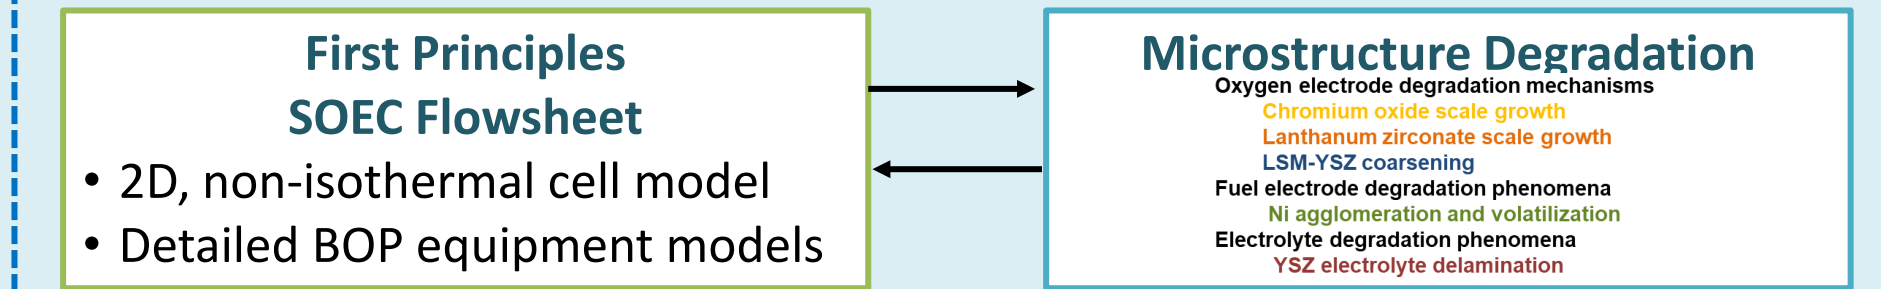 First Principles
SOEC Flowsheet
• 2D, non-isothermal cell model
• Detailed BOP equipment models
Microstructure Degradation
Oxygen electrode degradation mechanisms
Chromium oxide scale growth
Lanthanum zirconate scale growth
LSM-YSZ coarsening
Fuel electrode degradation phenomena
Ni agglomeration and volatilization
Electrolyte degradation phenomena
YSZ electrolyte delamination